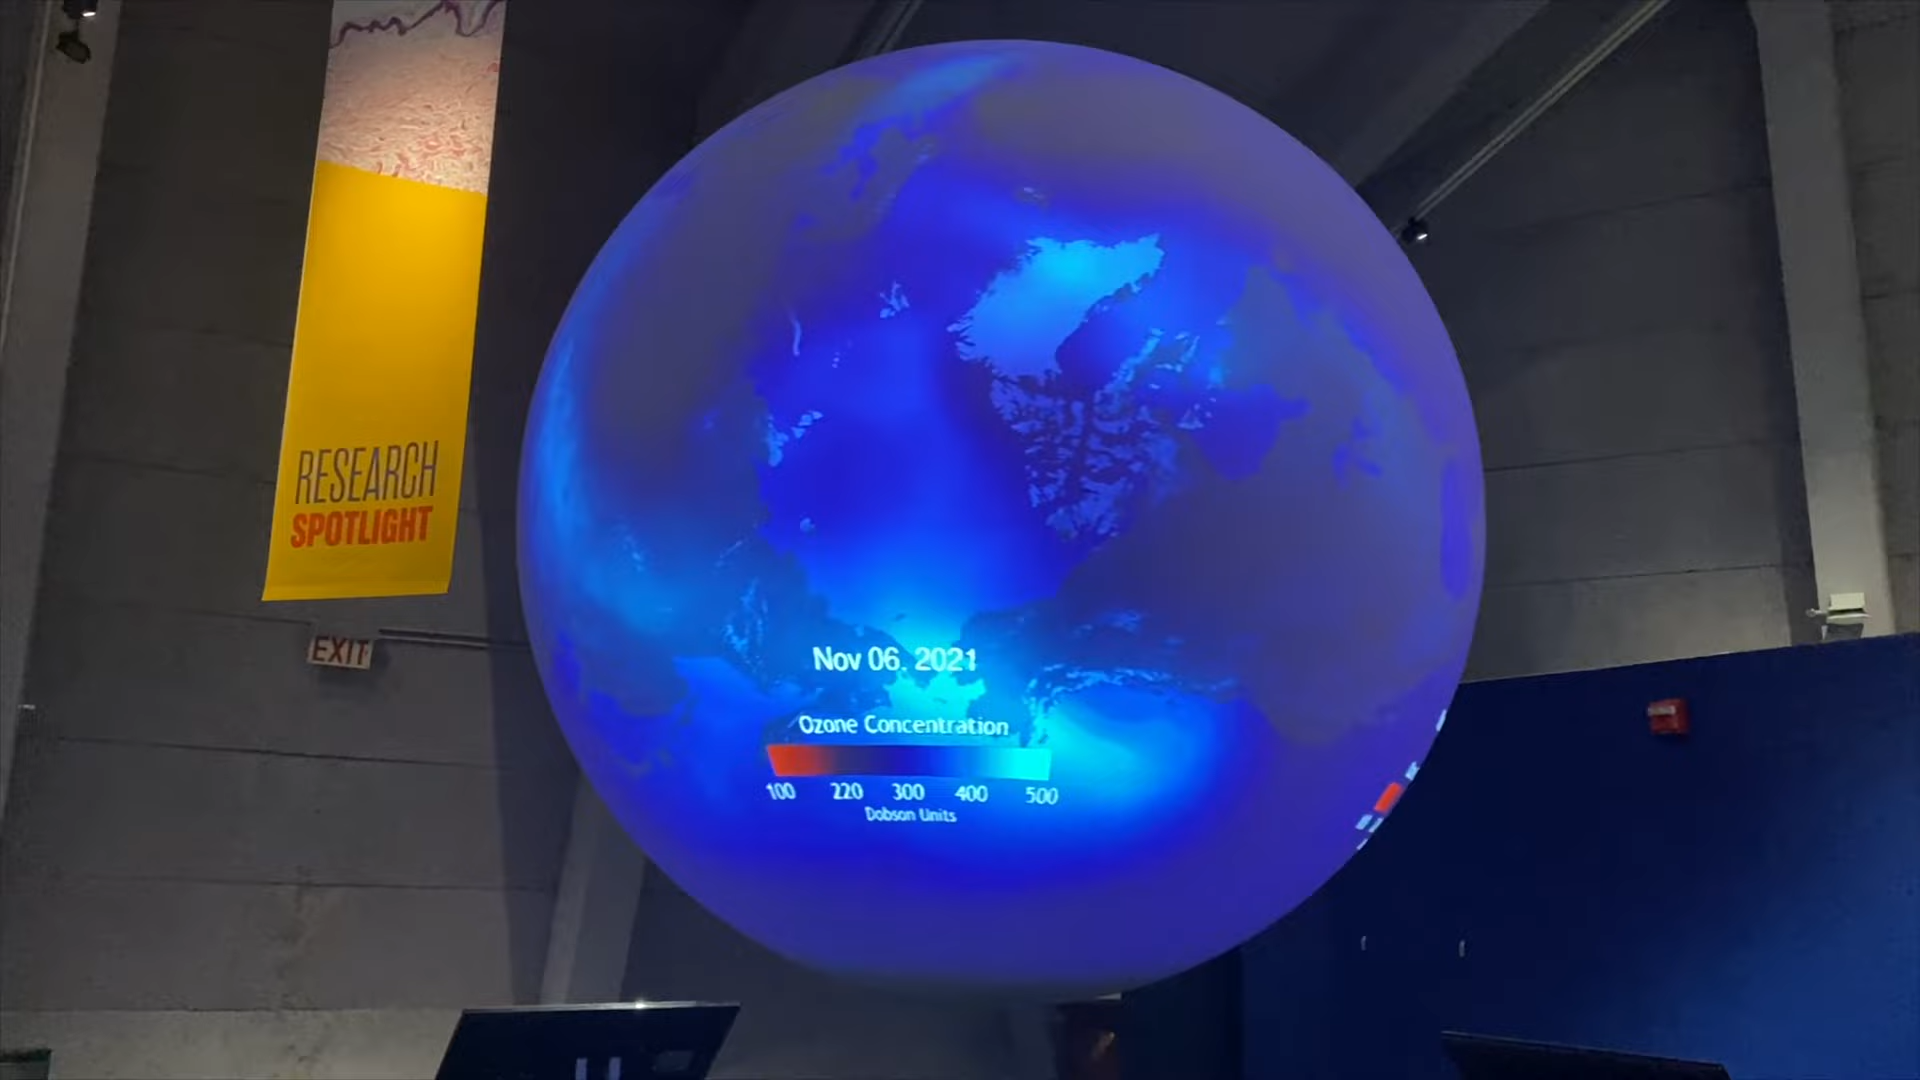 RESEARCH
SPOTLIGHT
EXIT
Nov 06. 2021
Ozone Concentration
100 220 300 400 500
Dobson Units